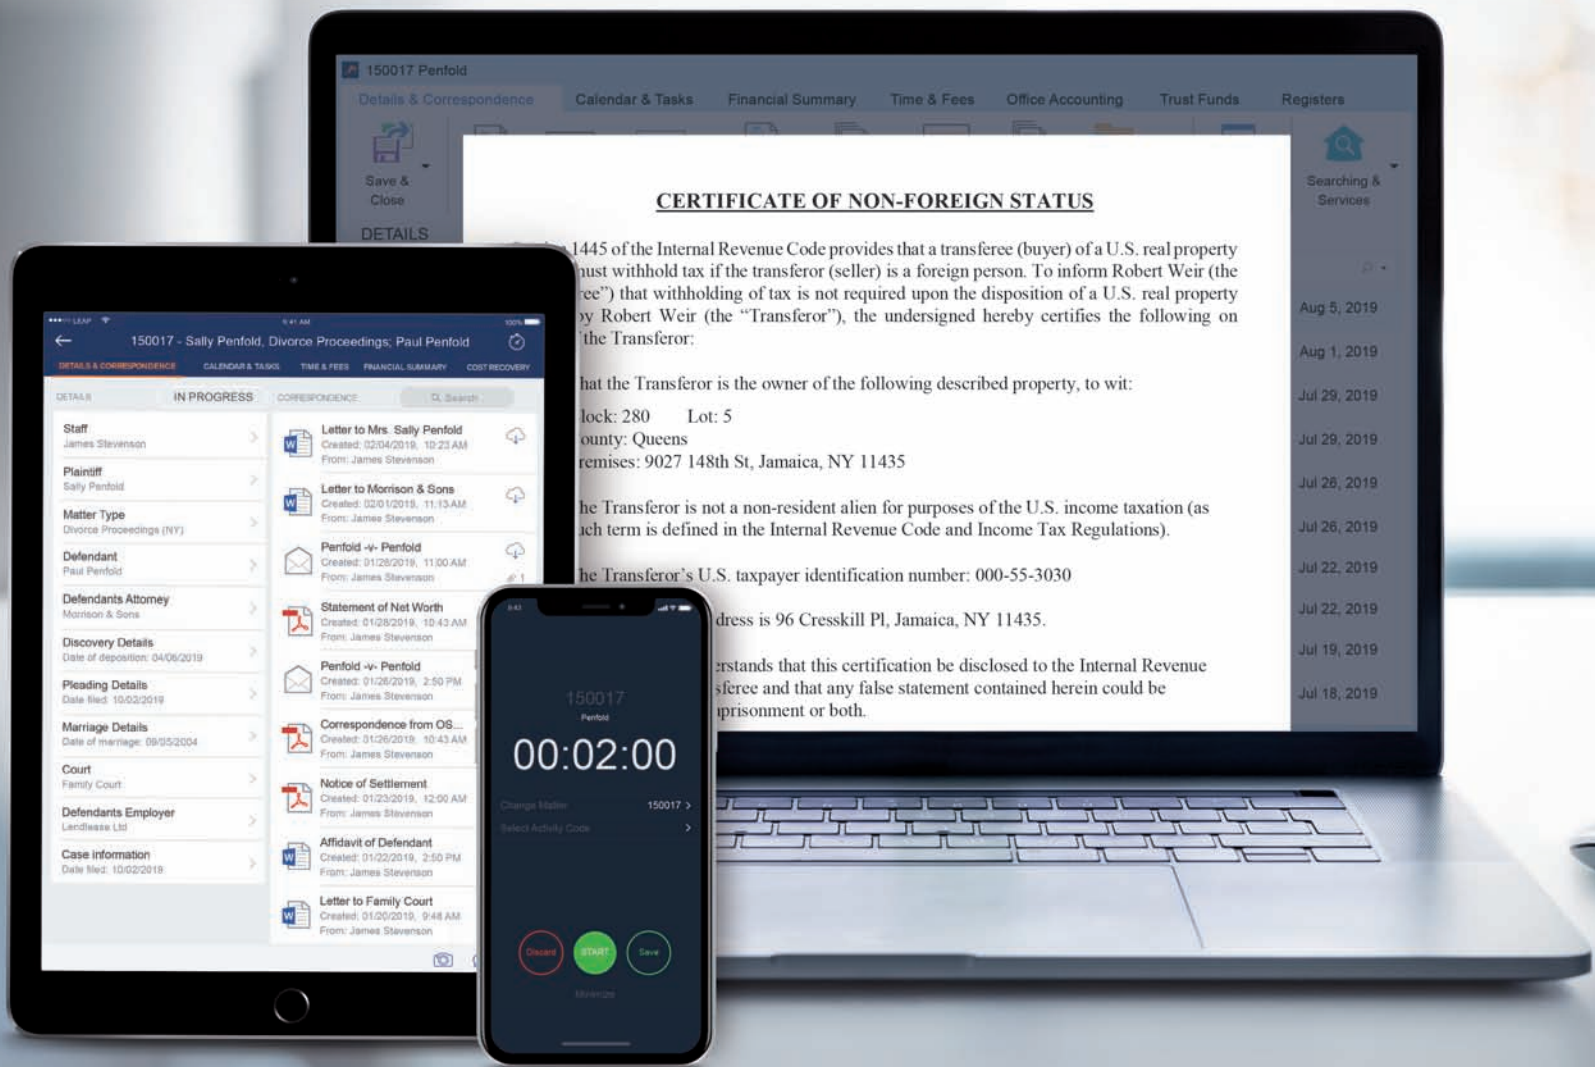 150017 Penfold
Details & Correspondence Calendar & Tasks Financial Summary Time & Fees Office Accounting Trust Funds Registers
Save &
Close
Searching &
Services
DETAILS
CERTIFICATE OF NON-FOREIGN STATUS
1445 of the Internal Revenue Code provides that a transferee (buyer) of a U.S. real property
must withhold tax if the transferor (seller) is a foreign person. To inform Robert Weir (the
ree”) that withholding of tax is not required upon the disposition of a U.S. real property
by Robert Weir (the “Transferor”), the undersigned hereby certifies the following on
the Transferor:
hat the Transferor is the owner of the following described property, to wit:
lock: 280 Lot: 5
ounty: Queens
remises: 9027 148th St, Jamaica, NY 11435
he Transferor is not a non-resident alien for purposes of the U.S. income taxation (as
uch term is defined in the Internal Revenue Code and Income Tax Regulations).
he Transferor’s U.S. taxpayer identification number: 000-55-3030
dress is 96 Cresskill Pl, Jamaica, NY 11435.
erstands that this certification be disclosed to the Internal Revenue
sferee and that any false statement contained herein could be
prisonment or both.
Aug 5, 2019
Aug 1, 2019
Jul 29, 2019
Jul 29, 2019
Jul 26, 2019
Jul 26, 2019
Jul 22, 2019
Jul 22, 2019
Jul 19, 2019
Jul 18, 2019
LEAP 9:41 AM 100%
150017 - Sally Penfold, Divorce Proceedings; Paul Penfold
DETAILS & CORRESPONDENCE CALENDAR & TASKS TIME & FEES FINANCIAL SUMMARY COST RECOVERY
DETAILS IN PROGRESS CORRESPONDENCE Search
Staff
James Stevenson
Plaintiff
Sally Penfold
Matter Type
Divorce Proceedings (NY)
Defendant
Paul Penfold
Defendants Attorney
Morrison & Sons
Discovery Details
Date of deposition: 04/06/2019
Pleading Details
Date filed: 10/02/2019
Marriage Details
Date of marriage: 09/05/2004
Court
Family Court
Defendants Employer
Lendlease Ltd
Case information
Date filed: 10/02/2019
Letter to Mrs. Sally Penfold
Created: 02/04/2019, 10:23 AM
From: James Stevenson
Letter to Morrison & Sons
Created: 02/01/2019, 11:13 AM
From: James Stevenson
Penfold -v- Penfold
Created: 01/28/2019, 11:00 AM
From: James Stevenson
1
Statement of Net Worth
Created: 01/28/2019, 10:43 AM
From: James Stevenson
Penfold -v- Penfold
Created: 01/26/2019, 2:50 PM
From: James Stevenson
Correspondence from OS...
Created: 01/26/2019, 10:43 AM
From: James Stevenson
Notice of Settlement
Created: 01/23/2019, 12:00 AM
From: James Stevenson
Affidavit of Defendant
Created: 01/22/2019, 2:50 PM
From: James Stevenson
Letter to Family Court
Created: 01/20/2019, 9:48 AM
From: James Stevenson
9:43
150017
Penfold
00:02:00
Change Matter 150017
Select Activity Code
Discard START Save
Minimize